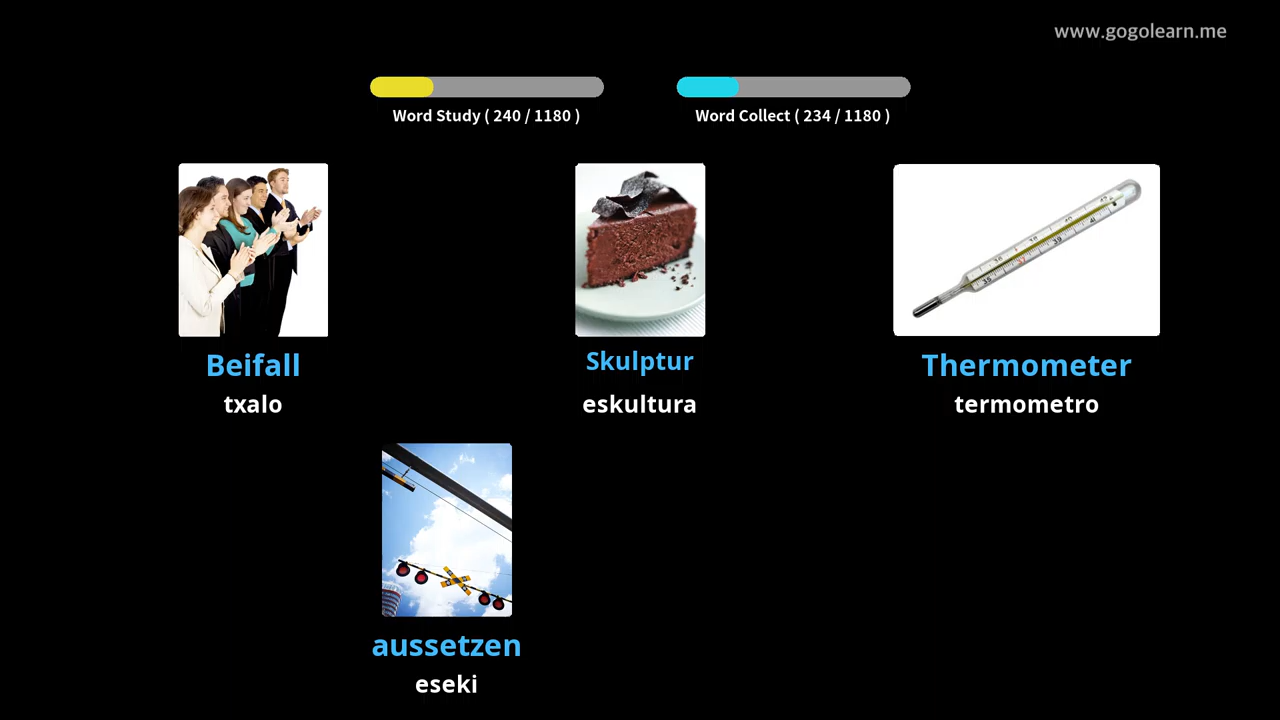 www.gogolearn.me
Word Study ( 240 / 1180 )
Word Collect ( 234 / 1180 )
Beifall
txalo
Skulptur
eskultura
Thermometer
termometro
aussetzen
eseki